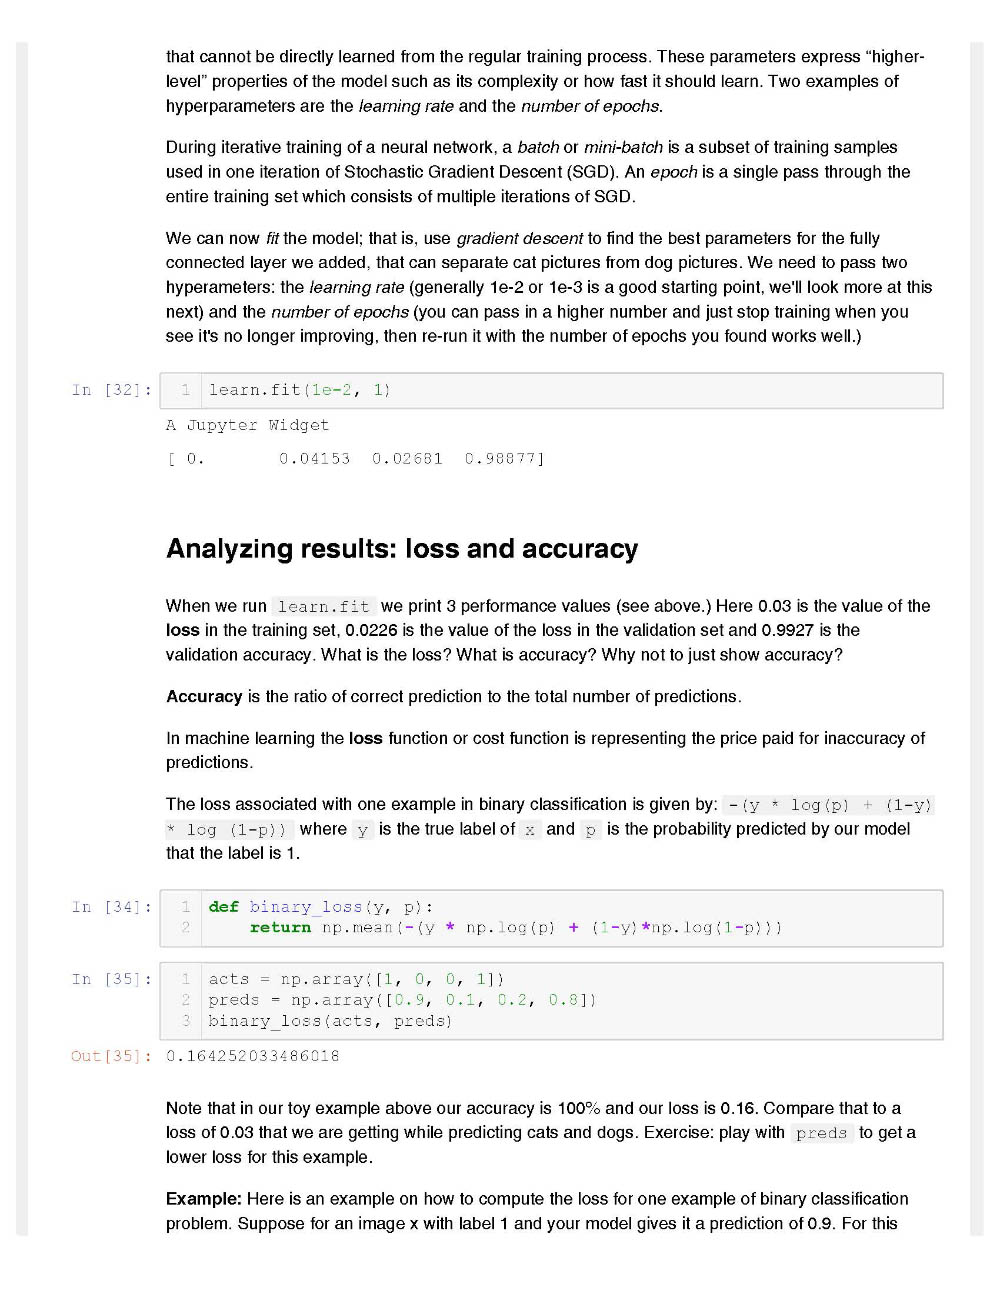 that cannot be directly learned from the regular training process. These parameters express “higher-
level” properties of the model such as its complexity or how fast it should learn. Two examples of
hyperparameters are the learning rate and the number of epochs.
During iterative training of a neural network, a batch or mini-batch is a subset of training samples
used in one iteration of Stochastic Gradient Descent (SGD). An epoch is a single pass through the
entire training set which consists of multiple iterations of SGD.
We can now fit the model; that is, use gradient descent to find the best parameters for the fully
connected layer we added, that can separate cat pictures from dog pictures. We need to pass two
hyperameters: the learning rate (generally 1e-2 or 1e-3 is a good starting point, we'll look more at this
next) and the number of epochs (you can pass in a higher number and just stop training when you
see it's no longer improving, then re-run it with the number of epochs you found works well.)
In [32]: 1 learn.fit(1e-2, 1)
A Jupyter Widget
[ 0. 0.04153 0.02681 0.98877]
Analyzing results: loss and accuracy
When we run learn.fit we print 3 performance values (see above.) Here 0.03 is the value of the
loss in the training set, 0.0226 is the value of the loss in the validation set and 0.9927 is the
validation accuracy. What is the loss? What is accuracy? Why not to just show accuracy?
Accuracy is the ratio of correct prediction to the total number of predictions.
In machine learning the loss function or cost function is representing the price paid for inaccuracy of
predictions.
The loss associated with one example in binary classification is given by: -(y * log(p) + (1-y)
* log (1-p)) where y is the true label of x and p is the probability predicted by our model
that the label is 1.
In [34]: 1 def binary_loss(y, p):
2 return np.mean(-(y * np.log(p) + (1-y)*np.log(1-p)))
In [35]: 1 acts = np.array([1, 0, 0, 1])
2 preds = np.array([0.9, 0.1, 0.2, 0.8])
3 binary_loss(acts, preds)
Out[35]: 0.164252033486018
Note that in our toy example above our accuracy is 100% and our loss is 0.16. Compare that to a
loss of 0.03 that we are getting while predicting cats and dogs. Exercise: play with preds to get a
lower loss for this example.
Example: Here is an example on how to compute the loss for one example of binary classification
problem. Suppose for an image x with label 1 and your model gives it a prediction of 0.9. For this